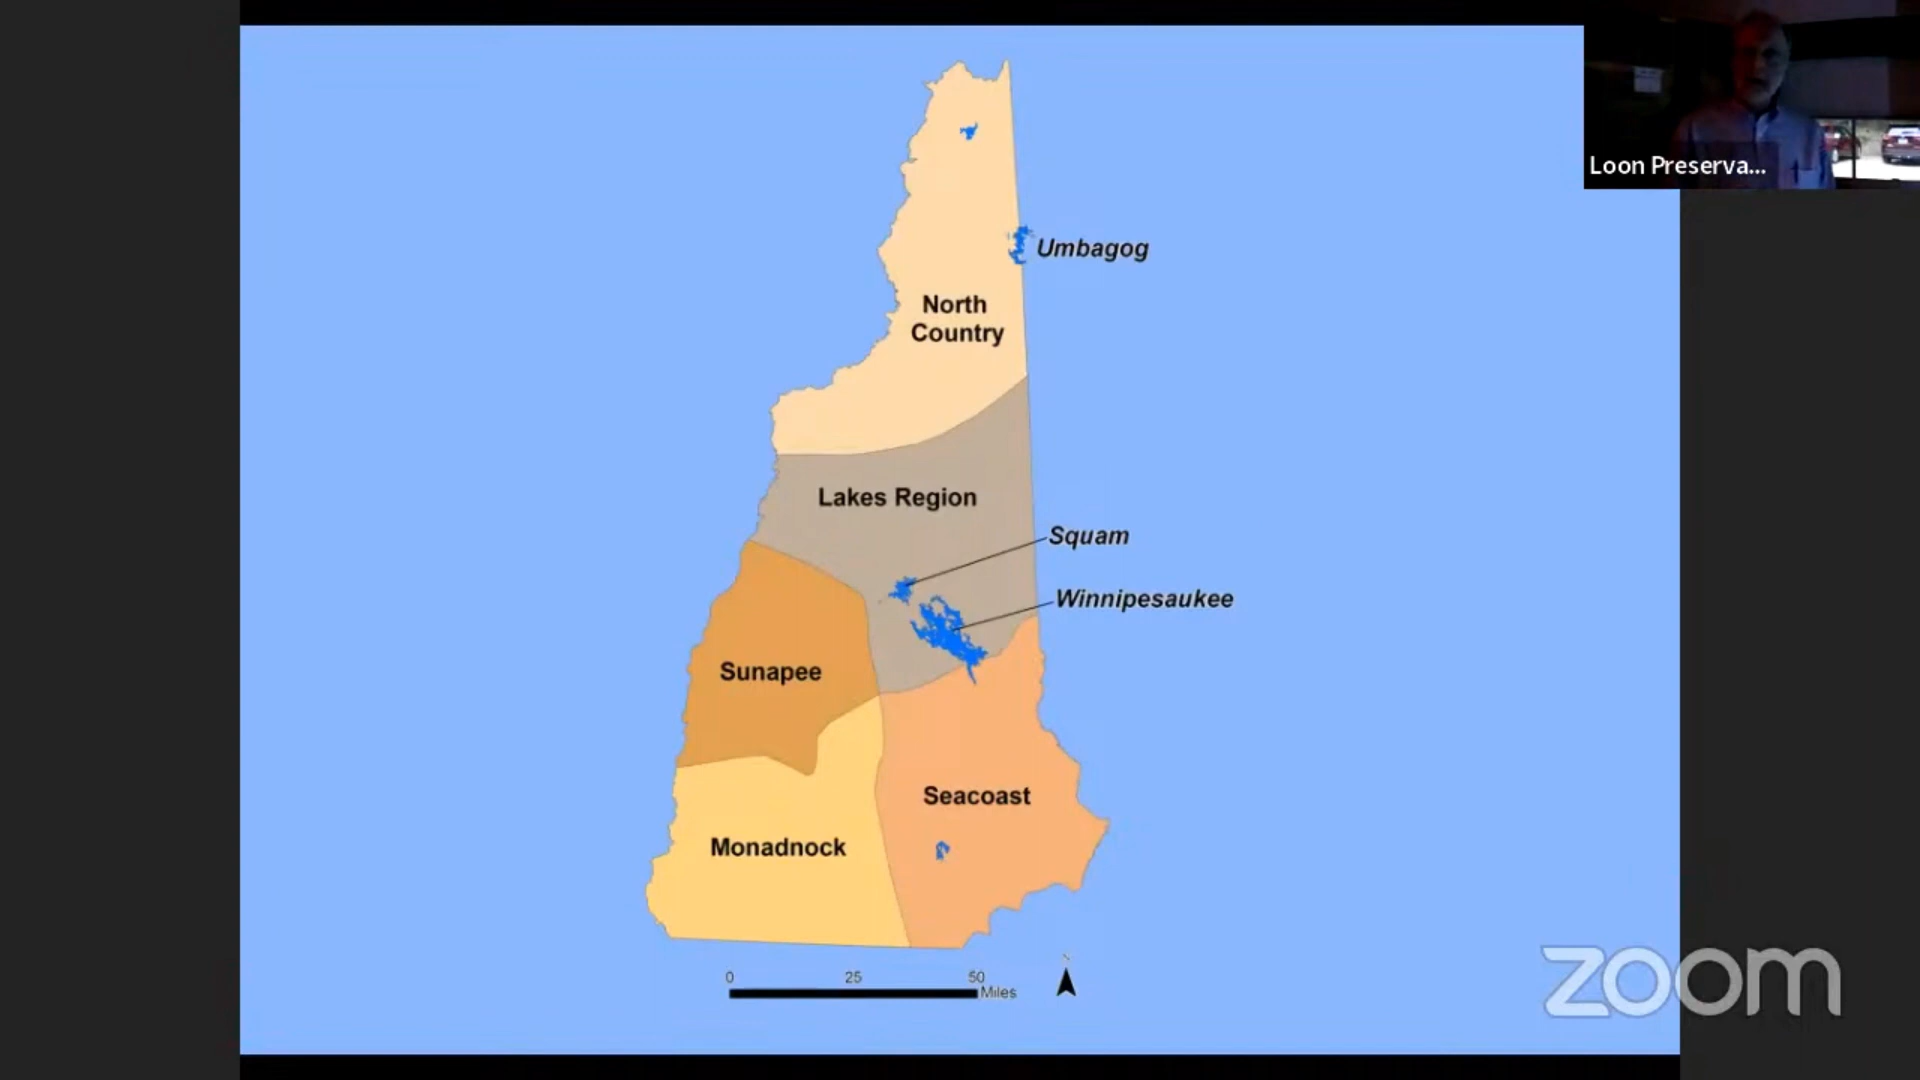 Loon Preserva...
Umbagog
North
Country
Lakes Region
Squam
Winnipesaukee
Sunapee
Seacoast
Monadnock
0 25 50
Miles
N
zoom